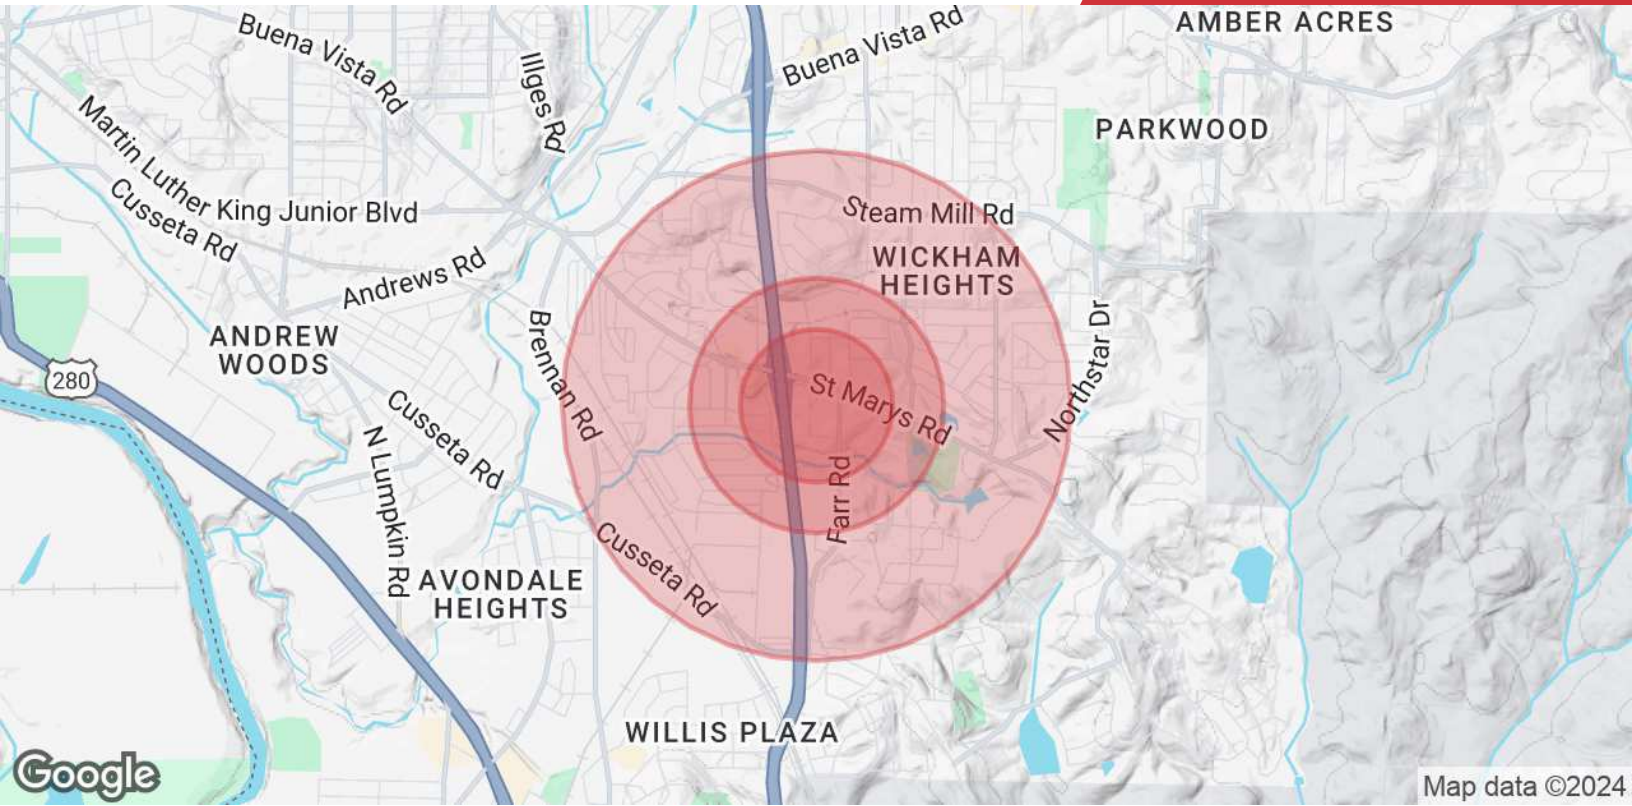 AMBER ACRES
Buena Vista Rd
Buena Vista Rd
Illges Rd
PARKWOOD
Martin Luther King Junior Blvd
Cusseta Rd
Steam Mill Rd
WICKHAM
HEIGHTS
Andrews Rd
ANDREW
WOODS
280
Brennan Rd
Northstar Dr
St Marys Rd
Cusseta Rd
N Lumpkin Rd
Farr Rd
Cusseta Rd
AVONDALE
HEIGHTS
WILLIS PLAZA
Google
Map data ©2024